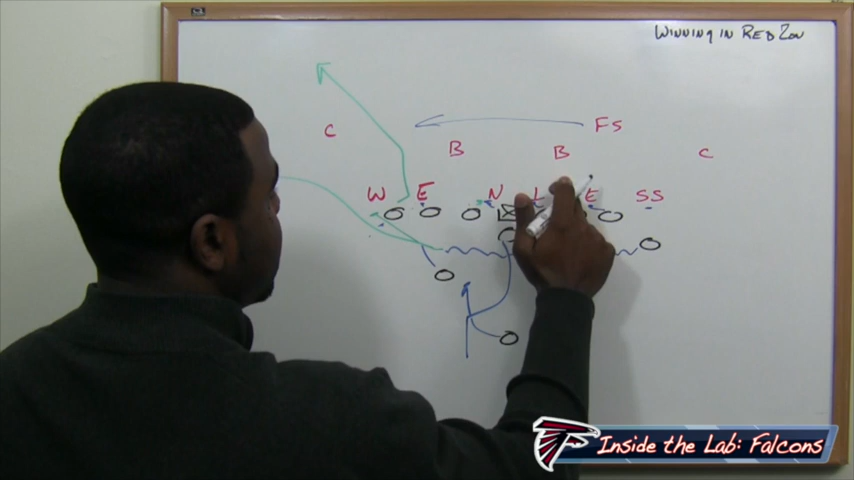 WINNING IN RED ZON
FS
C
B
B
C
W E N L E SS
Inside the Lab: Falcons